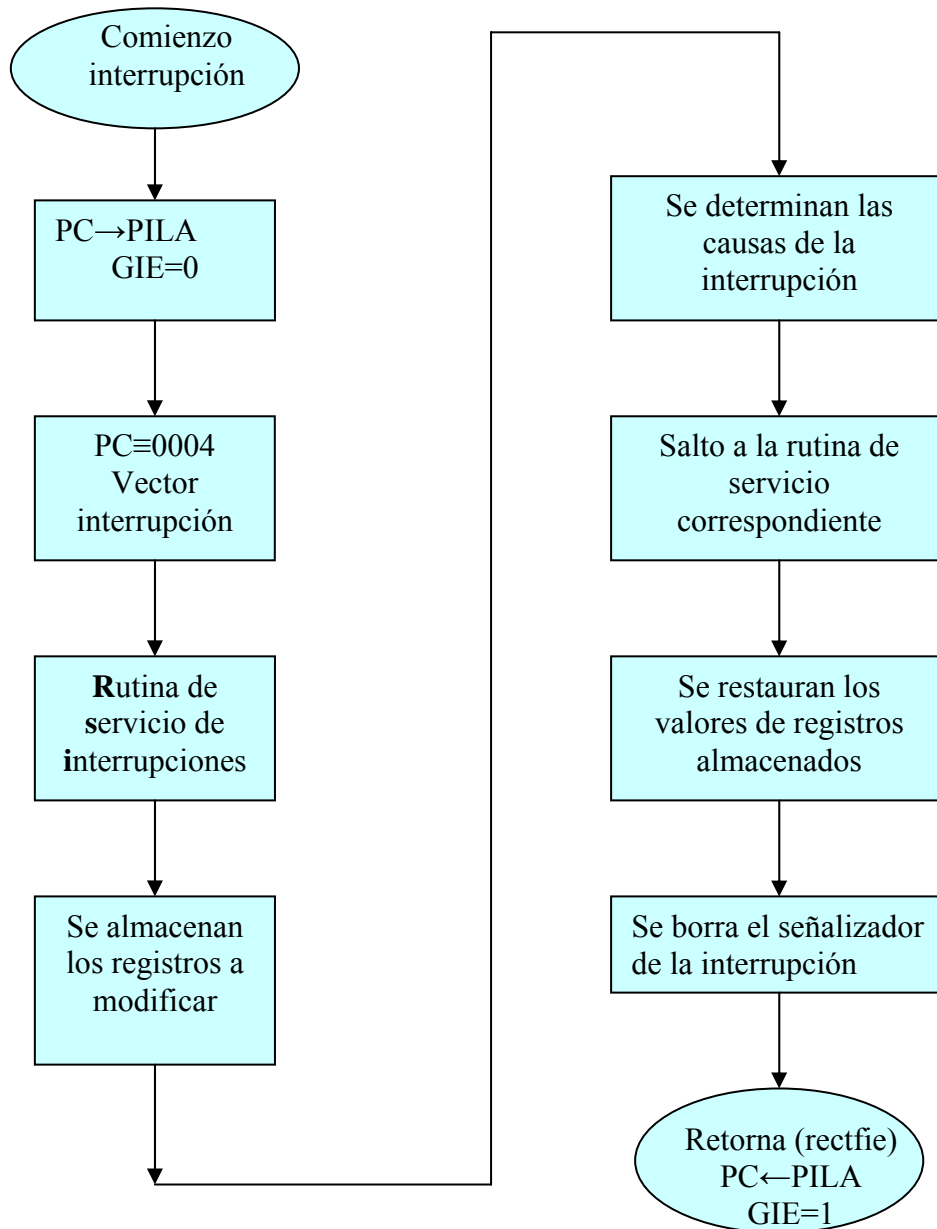 Comienzo
interrupción
PC→PILA
GIE=0
PC≡0004
Vector
interrupción
Rutina de
servicio de
interrupciones
Se almacenan
los registros a
modificar
Se determinan las
causas de la
interrupción
Salto a la rutina de
servicio
correspondiente
Se restauran los
valores de registros
almacenados
Se borra el señalizador
de la interrupción
Retorna (rectfie)
PC←PILA
GIE=1